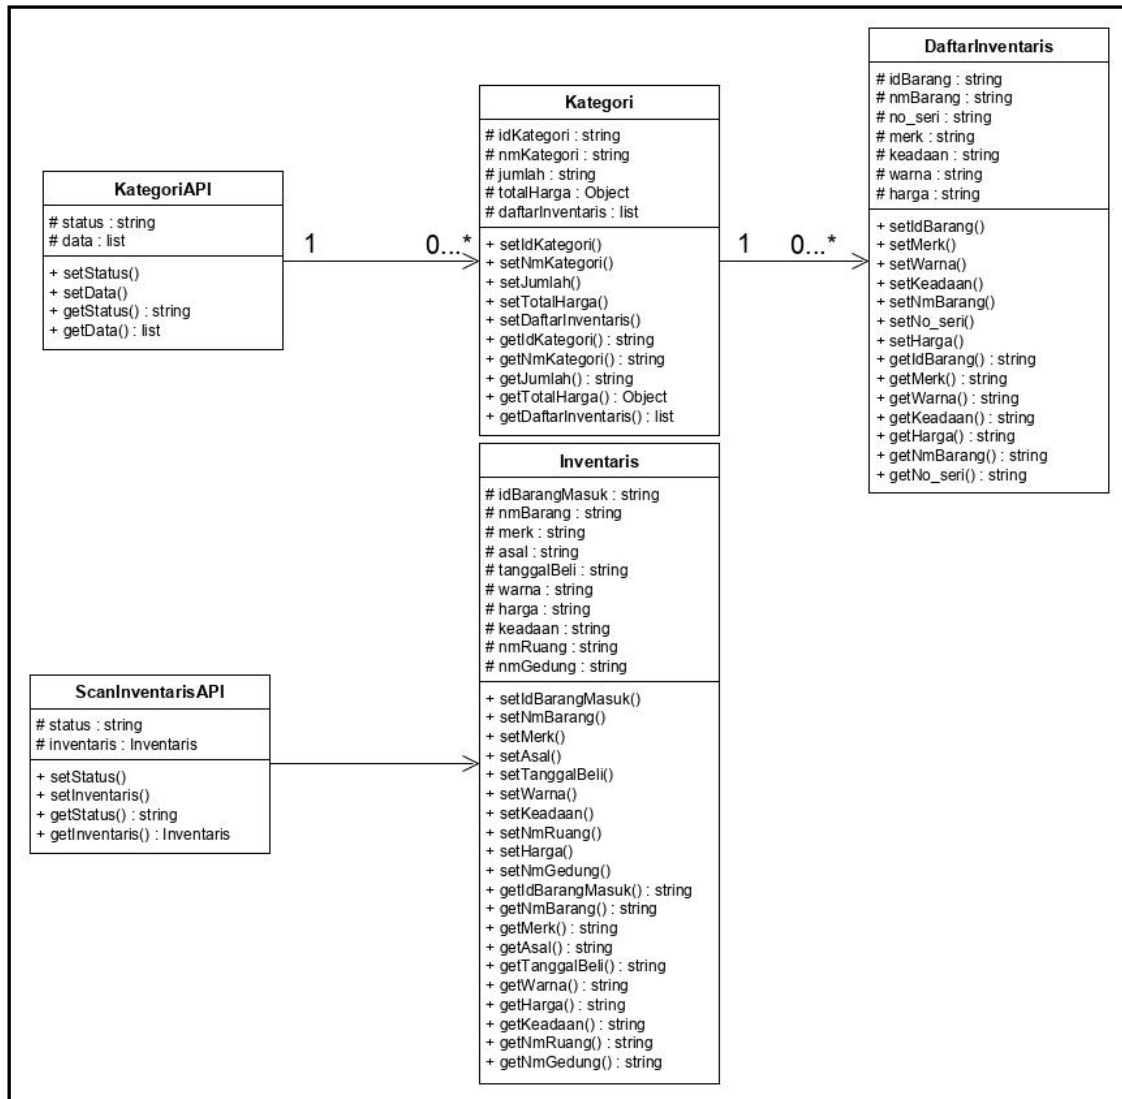 KategoriAPI
# status : string
# data : list
+ setStatus()
+ setData()
+ getStatus() : string
+ getData() : list
1
0...*
Kategori
# idKategori : string
# nmKategori : string
# jumlah : string
# totalHarga : Object
# daftarInventaris : list
+ setIdKategori()
+ setNmKategori()
+ setJumlah()
+ setTotalHarga()
+ setDaftarInventaris()
+ getIdKategori() : string
+ getNmKategori() : string
+ getJumlah() : string
+ getTotalHarga() : Object
+ getDaftarInventaris() : list
1
0...*
DaftarInventaris
# idBarang : string
# nmBarang : string
# no_seri : string
# merk : string
# keadaan : string
# warna : string
# harga : string
+ setIdBarang()
+ setMerk()
+ setWarna()
+ setKeadaan()
+ setNmBarang()
+ setNo_seri()
+ setHarga()
+ getIdBarang() : string
+ getMerk() : string
+ getWarna() : string
+ getKeadaan() : string
+ getHarga() : string
+ getNmBarang() : string
+ getNo_seri() : string
ScanInventarisAPI
# status : string
# inventaris : Inventaris
+ setStatus()
+ setInventaris()
+ getStatus() : string
+ getInventaris() : Inventaris
Inventaris
# idBarangMasuk : string
# nmBarang : string
# merk : string
# asal : string
# tanggalBeli : string
# warna : string
# harga : string
# keadaan : string
# nmRuang : string
# nmGedung : string
+ setIdBarangMasuk()
+ setNmBarang()
+ setMerk()
+ setAsal()
+ setTanggalBeli()
+ setWarna()
+ setKeadaan()
+ setNmRuang()
+ setHarga()
+ setNmGedung()
+ getIdBarangMasuk() : string
+ getNmBarang() : string
+ getMerk() : string
+ getAsal() : string
+ getTanggalBeli() : string
+ getWarna() : string
+ getHarga() : string
+ getKeadaan() : string
+ getNmRuang() : string
+ getNmGedung() : string